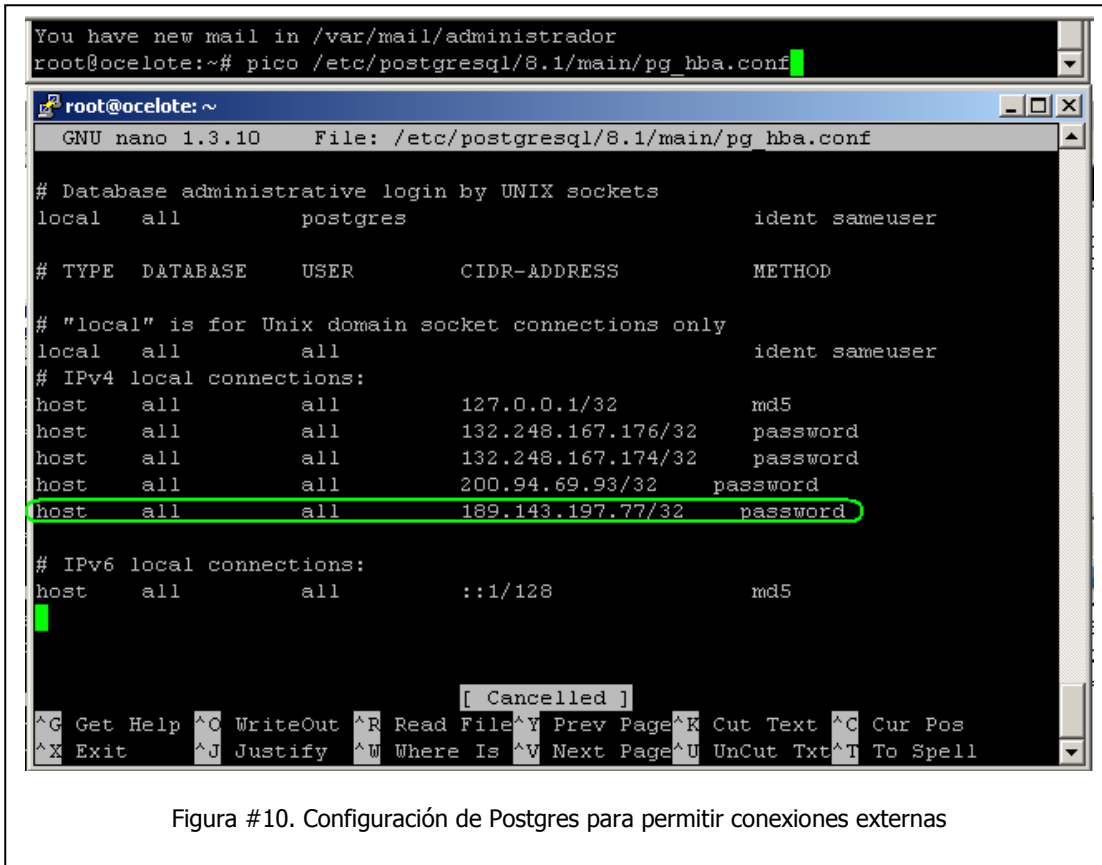 You have new mail in /var/mail/administrador
root@ocelote:~# pico /etc/postgresql/8.1/main/pg_hba.conf
root@ocelote: ~
GNU nano 1.3.10 File: /etc/postgresql/8.1/main/pg_hba.conf
# Database administrative login by UNIX sockets
local all postgres ident sameuser
# TYPE DATABASE USER CIDR-ADDRESS METHOD
# "local" is for Unix domain socket connections only
local all all ident sameuser
# IPv4 local connections:
host all all 127.0.0.1/32 md5
host all all 132.248.167.176/32 password
host all all 132.248.167.174/32 password
host all all 200.94.69.93/32 password
host all all 189.143.197.77/32 password
# IPv6 local connections:
host all all ::1/128 md5
[ Cancelled ]
^G Get Help ^O WriteOut ^R Read File ^Y Prev Page ^K Cut Text ^C Cur Pos
^X Exit ^J Justify ^W Where Is ^V Next Page ^U UnCut Txt ^T To Spell
Figura #10. Configuración de Postgres para permitir conexiones externas